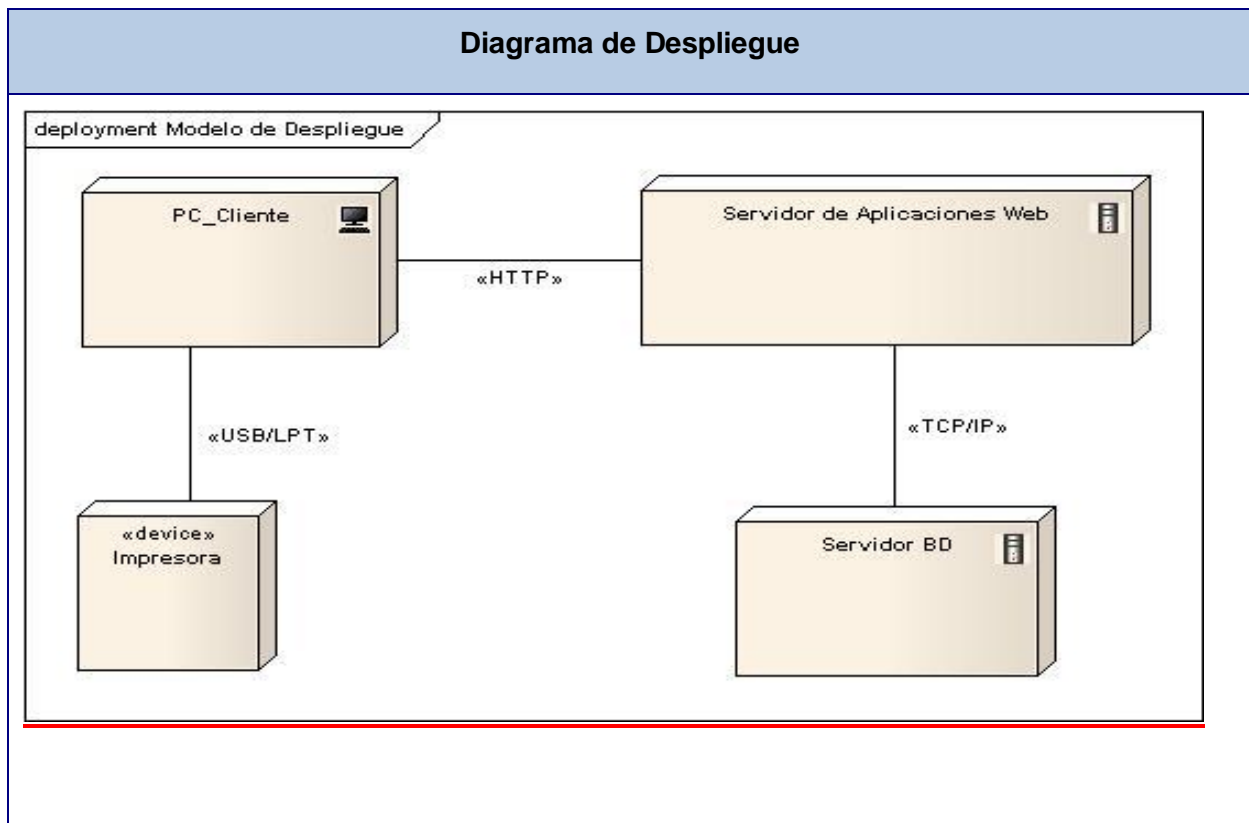 Diagrama de Despliegue
deployment Modelo de Despliegue
PC_Cliente
Servidor de Aplicaciones Web
«HTTP»
«USB/LPT»
«TCP/IP»
«device»
Impresora
Servidor BD